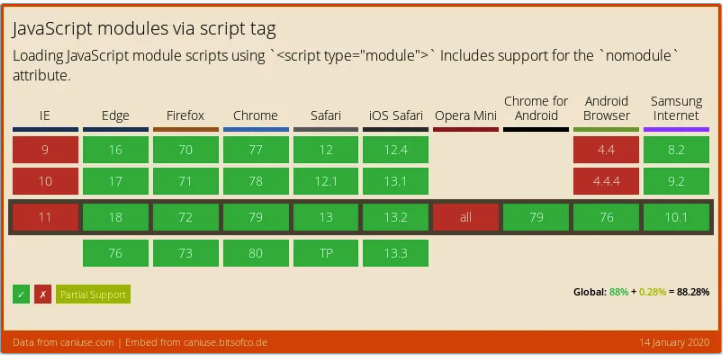 JavaScript modules via script tag
Loading JavaScript module scripts using `<script type="module">` Includes support for the `nomodule`
attribute.
IE Edge Firefox Chrome Safari iOS Safari Opera Mini Chrome for Android Android Browser Samsung Internet
9 16 70 77 12 12.4 4.4 8.2
10 17 71 78 12.1 13.1 4.4.4 9.2
11 18 72 79 13 13.2 all 79 76 10.1
76 73 80 TP 13.3
✓ ✗ Partial Support Global: 88% + 0.28% = 88.28%
Data from caniuse.com | Embed from caniuse.bitsofco.de 14 January 2020